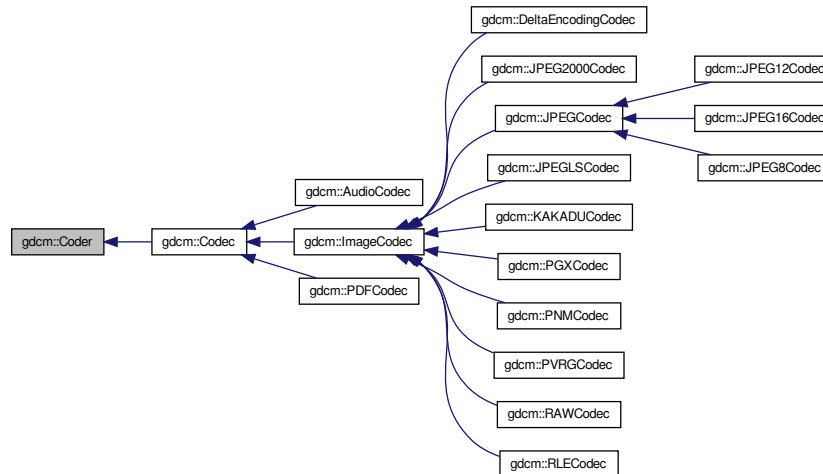 gdcm::DeltaEncodingCodec
gdcm::JPEG2000Codec
gdcm::JPEG12Codec
gdcm::JPEGCodec
gdcm::JPEG16Codec
gdcm::JPEGLSCodec
gdcm::JPEG8Codec
gdcm::AudioCodec
gdcm::KAKADUCodec
gdcm::Coder
gdcm::Codec
gdcm::ImageCodec
gdcm::PGXCodec
gdcm::PDFCodec
gdcm::PNMCodec
gdcm::PVRGCodec
gdcm::RAWCodec
gdcm::RLECodec